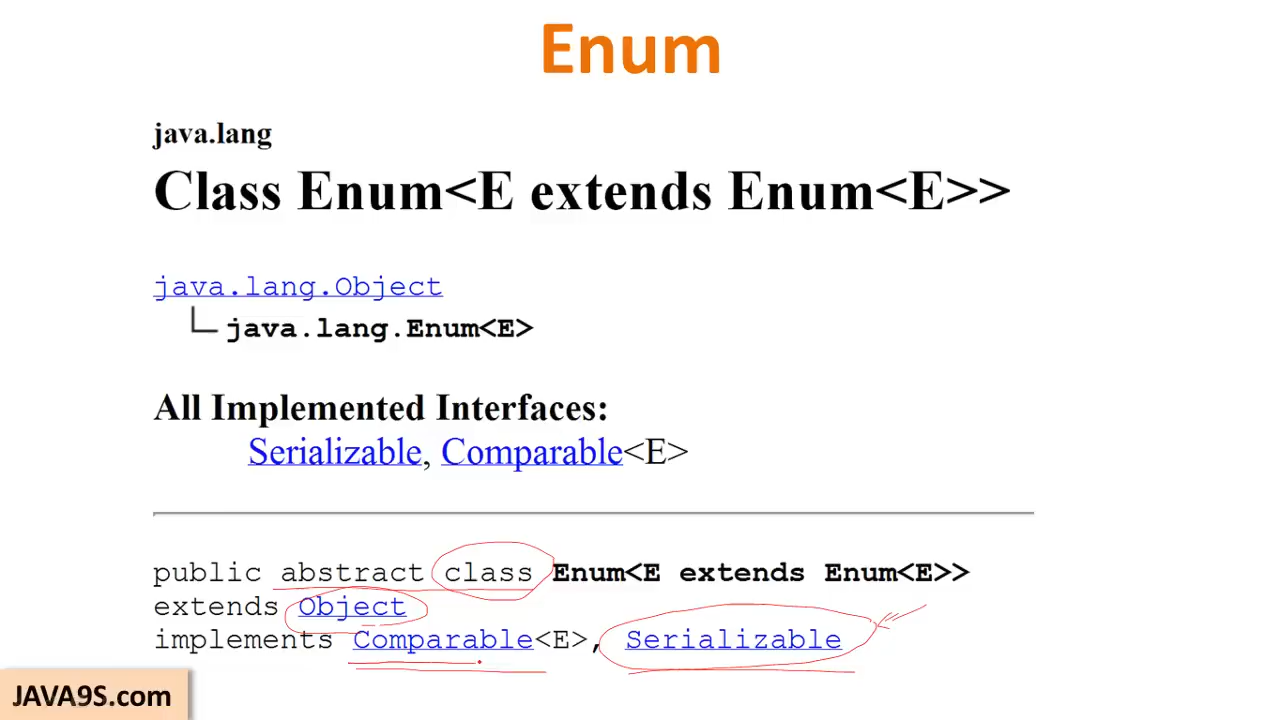 Enum
java.lang
Class Enum<E extends Enum<E>>
java.lang.Object
java.lang.Enum<E>
All Implemented Interfaces:
Serializable, Comparable<E>
public abstract class Enum<E extends Enum<E>>
extends Object
implements Comparable<E>, Serializable
JAVA9S.com